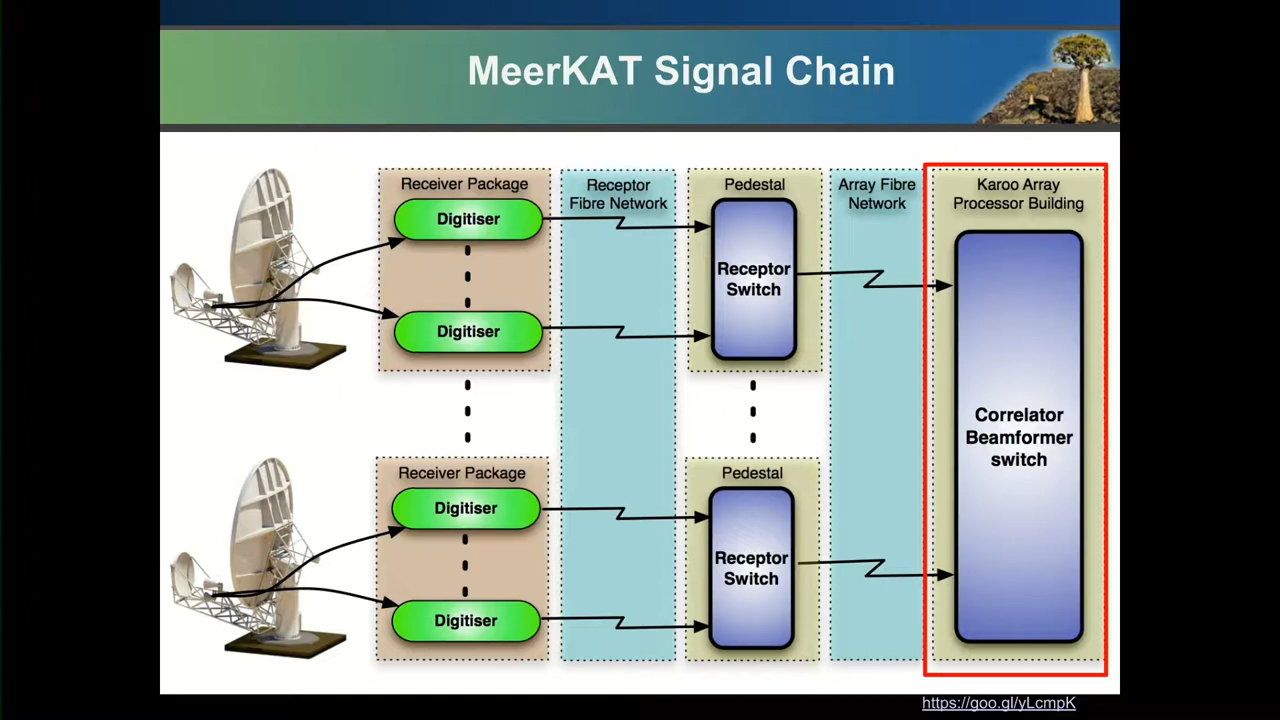 MeerKAT Signal Chain
Receiver Package
Digitiser
Digitiser
Receptor
Fibre Network
Pedestal
Receptor
Switch
Array Fibre
Network
Karoo Array
Processor Building
Correlator
Beamformer
switch
Receiver Package
Digitiser
Digitiser
Pedestal
Receptor
Switch
https://goo.gl/yLcmpK